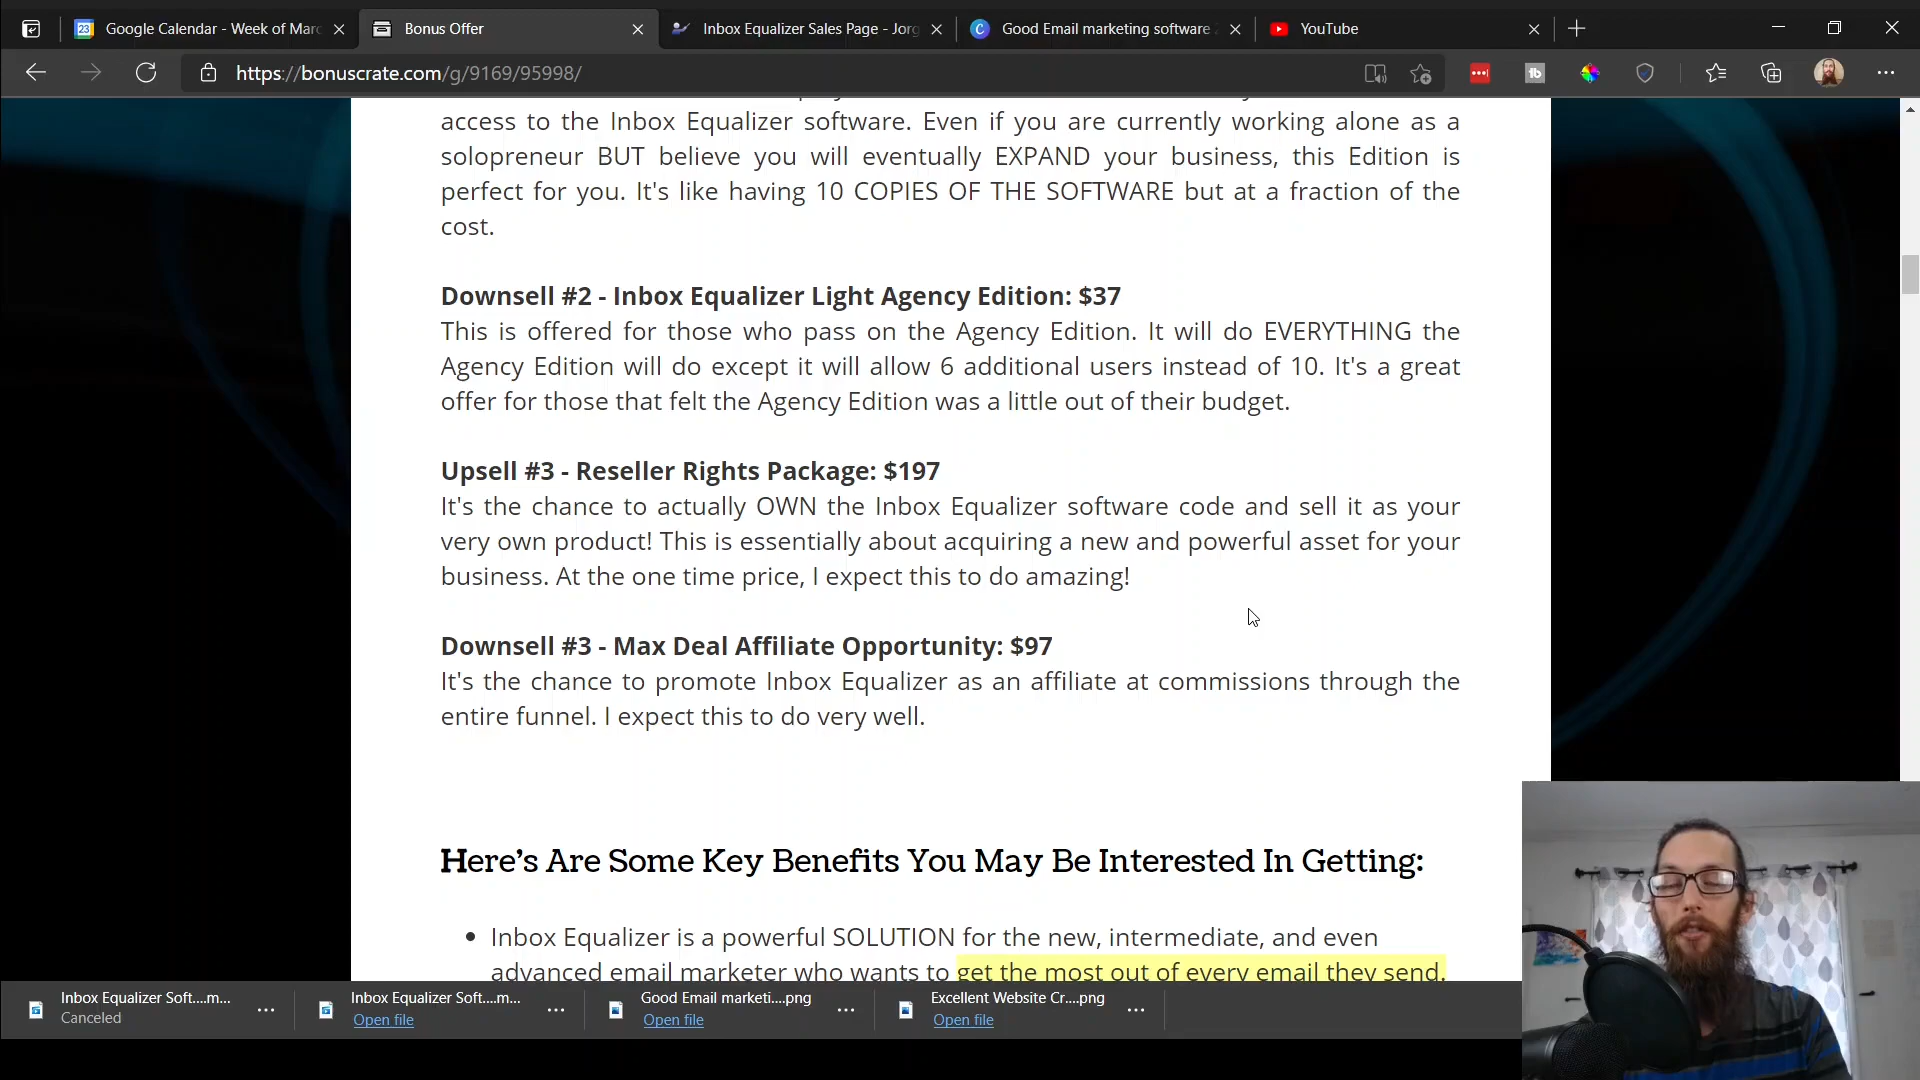 Google Calendar - Week of Marc
Bonus Offer
Inbox Equalizer Sales Page - Jorg
Good Email marketing software
YouTube
https://bonuscrate.com/g/9169/95998/
access to the Inbox Equalizer software. Even if you are currently working alone as a
solopreneur BUT believe you will eventually EXPAND your business, this Edition is
perfect for you. It's like having 10 COPIES OF THE SOFTWARE but at a fraction of the
cost.
Downsell #2 - Inbox Equalizer Light Agency Edition: $37
This is offered for those who pass on the Agency Edition. It will do EVERYTHING the
Agency Edition will do except it will allow 6 additional users instead of 10. It's a great
offer for those that felt the Agency Edition was a little out of their budget.
Upsell #3 - Reseller Rights Package: $197
It's the chance to actually OWN the Inbox Equalizer software code and sell it as your
very own product! This is essentially about acquiring a new and powerful asset for your
business. At the one time price, I expect this to do amazing!
Downsell #3 - Max Deal Affiliate Opportunity: $97
It's the chance to promote Inbox Equalizer as an affiliate at commissions through the
entire funnel. I expect this to do very well.
Here's Are Some Key Benefits You May Be Interested In Getting:
Inbox Equalizer is a powerful SOLUTION for the new, intermediate, and even
advanced email marketer who wants to get the most out of every email they send.
Inbox Equalizer Soft....m...
Canceled
Inbox Equalizer Soft....m...
Open file
Good Email marketi....png
Open file
Excellent Website Cr....png
Open file